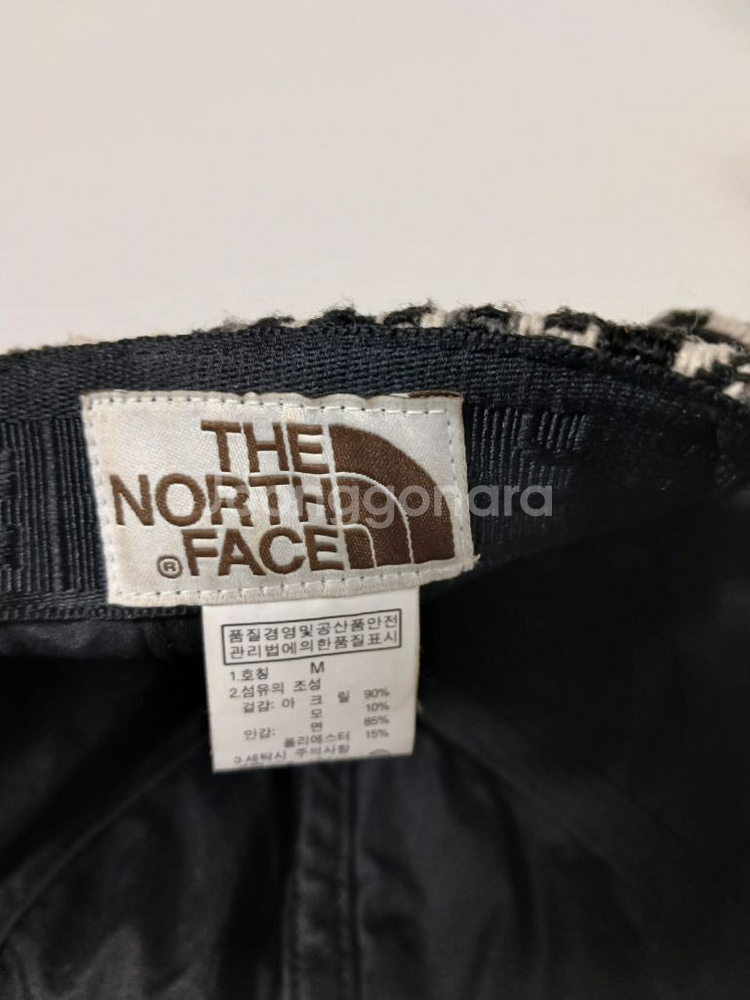 THE
NORTH
® FACE
Joonggonara
품질경영및공산품안전
관리법에의한품질표시
1.호칭 M
2.섬유의 조성
겉감: 아 크 릴 90%
모 10%
안감: 면 85%
폴리에스터 15%
3.세탁시 주의사항